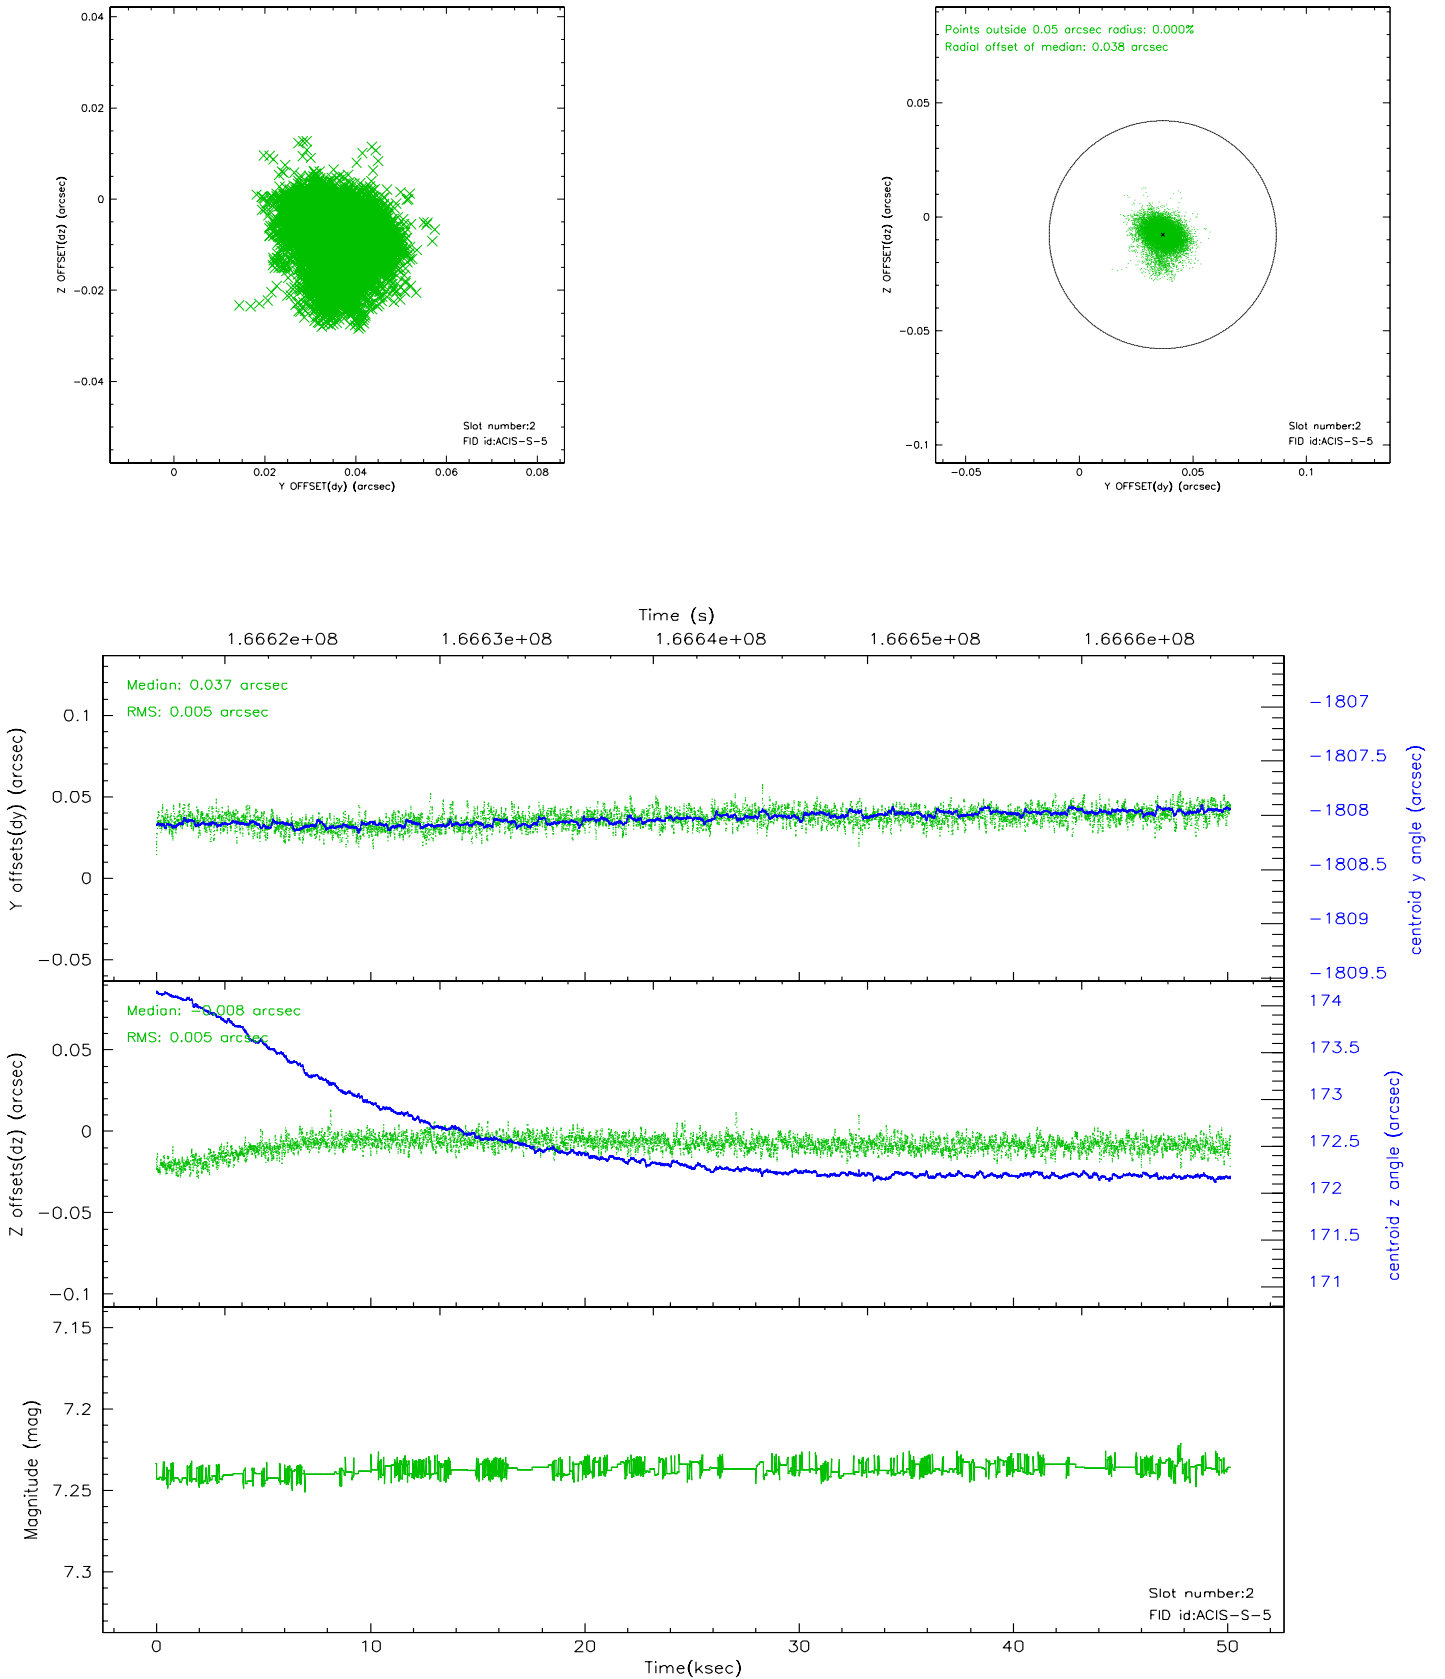 0.04
0.02
0
-0.02
-0.04
Z OFFSET(dz) (arcsec)
Slot number:2
FID id:ACIS-S-5
0 0.02 0.04 0.06 0.08
Y OFFSET(dy) (arcsec)
Points outside 0.05 arcsec radius: 0.000%
Radial offset of median: 0.038 arcsec
0.05
0
-0.05
-0.1
Z OFFSET(dz) (arcsec)
Slot number:2
FID id:ACIS-S-5
-0.05 0 0.05 0.1
Y OFFSET(dy) (arcsec)
Time (s)
1.6662e+08 1.6663e+08 1.6664e+08 1.6665e+08 1.6666e+08
Median: 0.037 arcsec
RMS: 0.005 arcsec
0.1
0.05
0
-0.05
Y offsets(dy) (arcsec)
-1807
-1807.5
-1808
-1808.5
-1809
-1809.5
centroid y angle (arcsec)
Median: -0.008 arcsec
RMS: 0.005 arcsec
0.05
0
-0.05
-0.1
Z offsets(dz) (arcsec)
174
173.5
173
172.5
172
171.5
171
centroid z angle (arcsec)
7.15
7.2
7.25
7.3
Magnitude (mag)
Slot number:2
FID id:ACIS-S-5
0 10 20 30 40 50
Time(ksec)